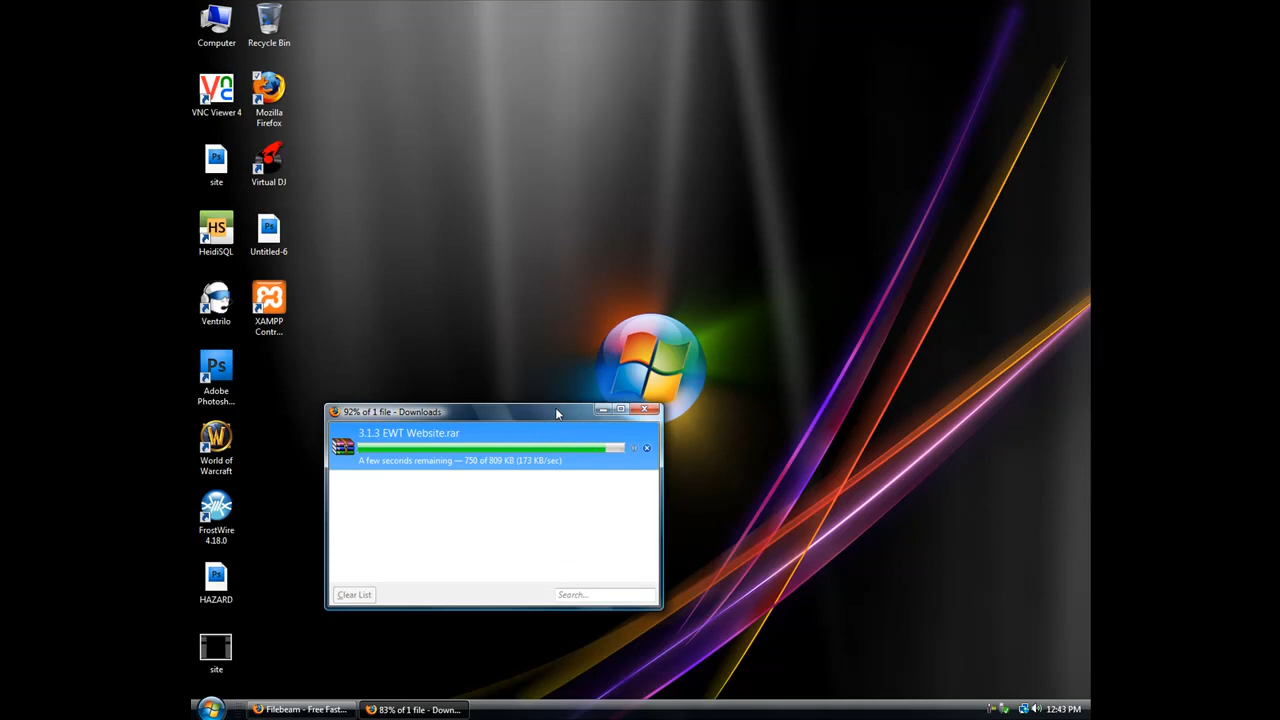 Computer
Recycle Bin
VNC Viewer 4
Mozilla
Firefox
site
Virtual DJ
HS
HeidiSQL
Untitled-6
Ventrilo
XAMPP
Contr...
Ps
Adobe
Photosh...
World of
Warcraft
FrostWire
4.18.0
HAZARD
site
92% of 1 file - Downloads
3.1.3 EWT Website.rar
A few seconds remaining — 750 of 809 KB (173 KB/sec)
Clear List
Search...
Filebeam - Free Fast...
83% of 1 file - Down...
12:43 PM